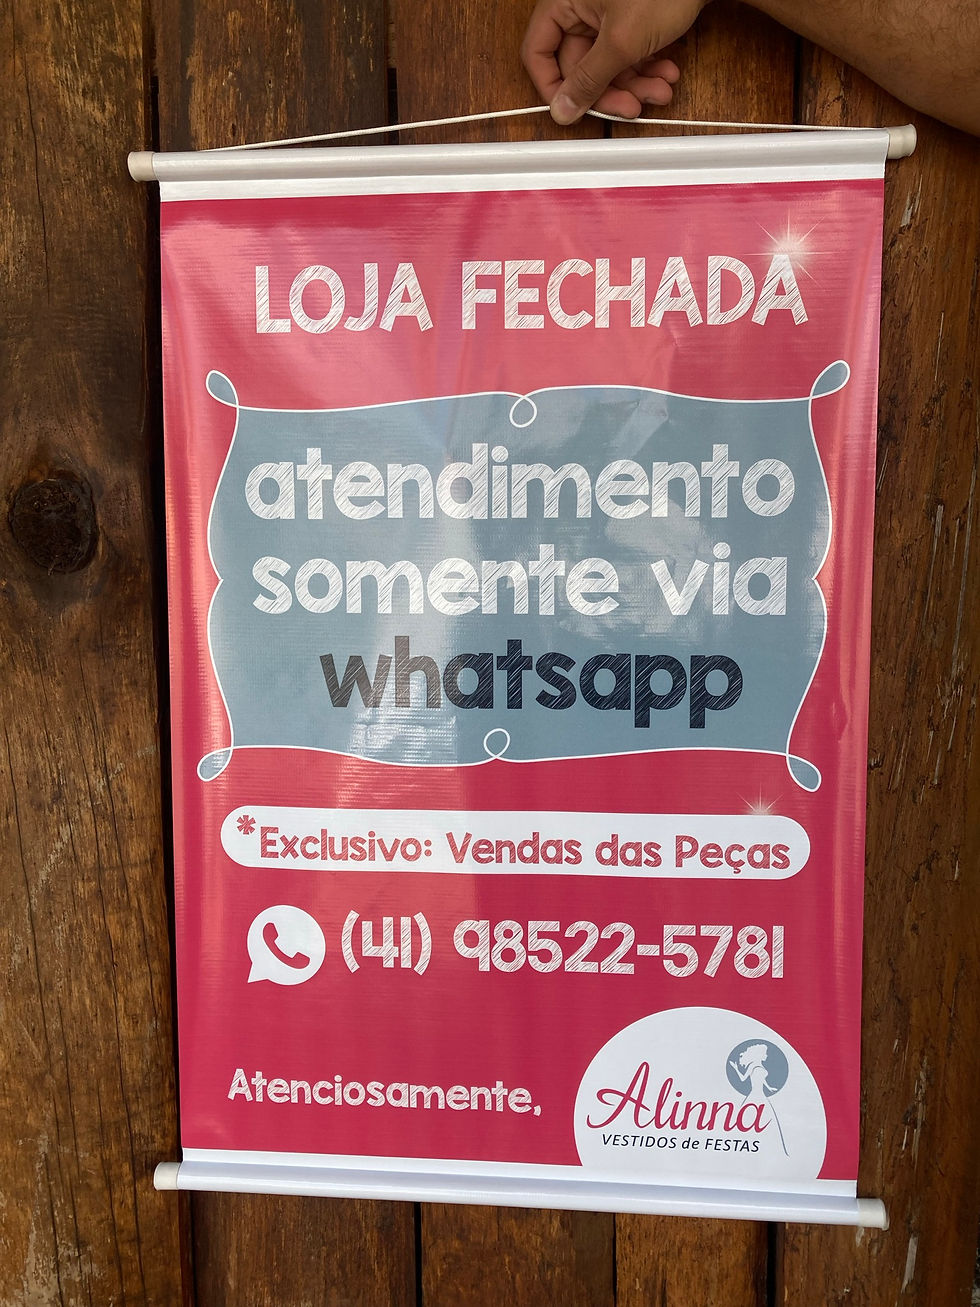 LOJA FECHADA
atendimento
somente via
whatsapp
*Exclusivo: Vendas das Peças
(41) 98522-5781
Atenciosamente,
Alinna
VESTIDOS de FESTAS